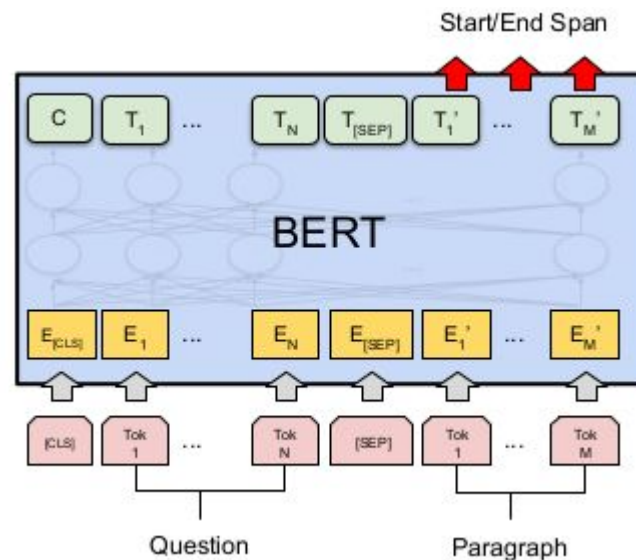 Start/End Span
C T1 ... TN T[SEP] T1' ... TM'
BERT
E[CLS] E1 ... EN E[SEP] E1' ... EM'
[CLS] Tok 1 ... Tok N [SEP] Tok 1 ... Tok M
Question Paragraph